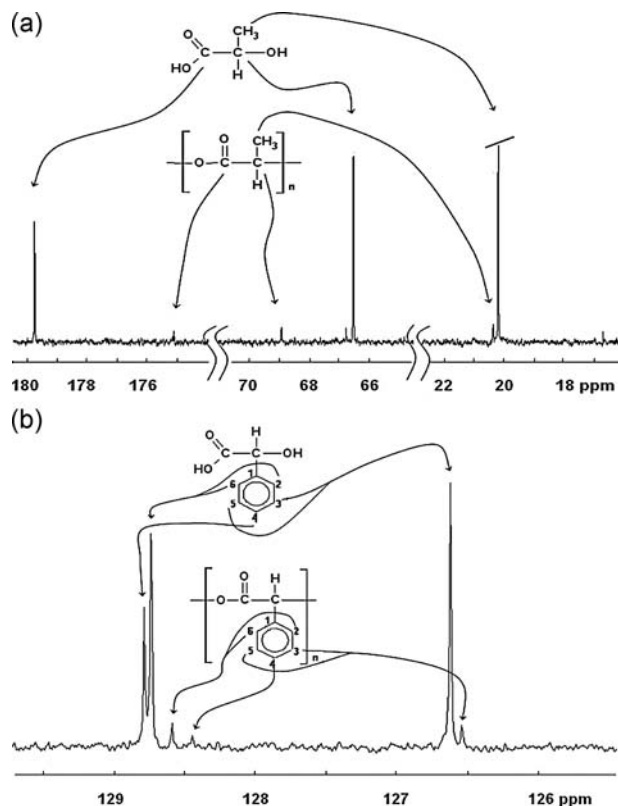 (a)
CH3
O
C C OH
HO H
CH3
O
O C C
H n
180 178 176 70 68 66 22 20 18 ppm
(b)
H
O
C C OH
HO
1
6 2
5 3
4
O H
O C C
1
6 2
5 3
4 n
129 128 127 126 ppm